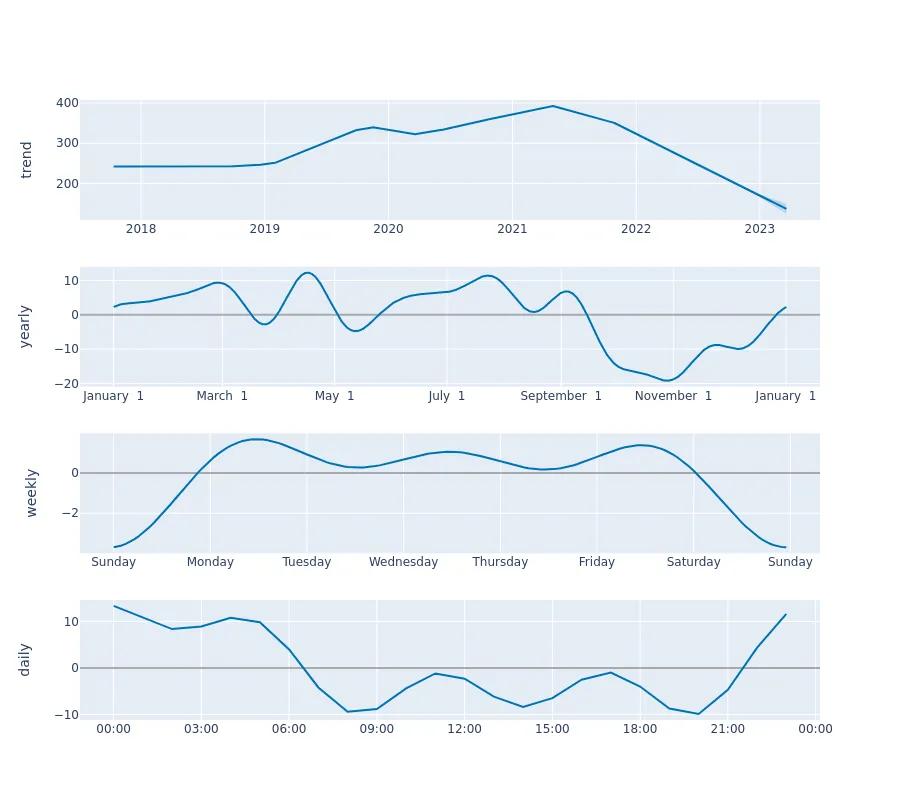 trend
400
300
200
2018 2019 2020 2021 2022 2023
yearly
10
0
−10
−20
January 1 March 1 May 1 July 1 September 1 November 1 January 1
weekly
0
−2
Sunday Monday Tuesday Wednesday Thursday Friday Saturday Sunday
daily
10
0
−10
00:00 03:00 06:00 09:00 12:00 15:00 18:00 21:00 00:00